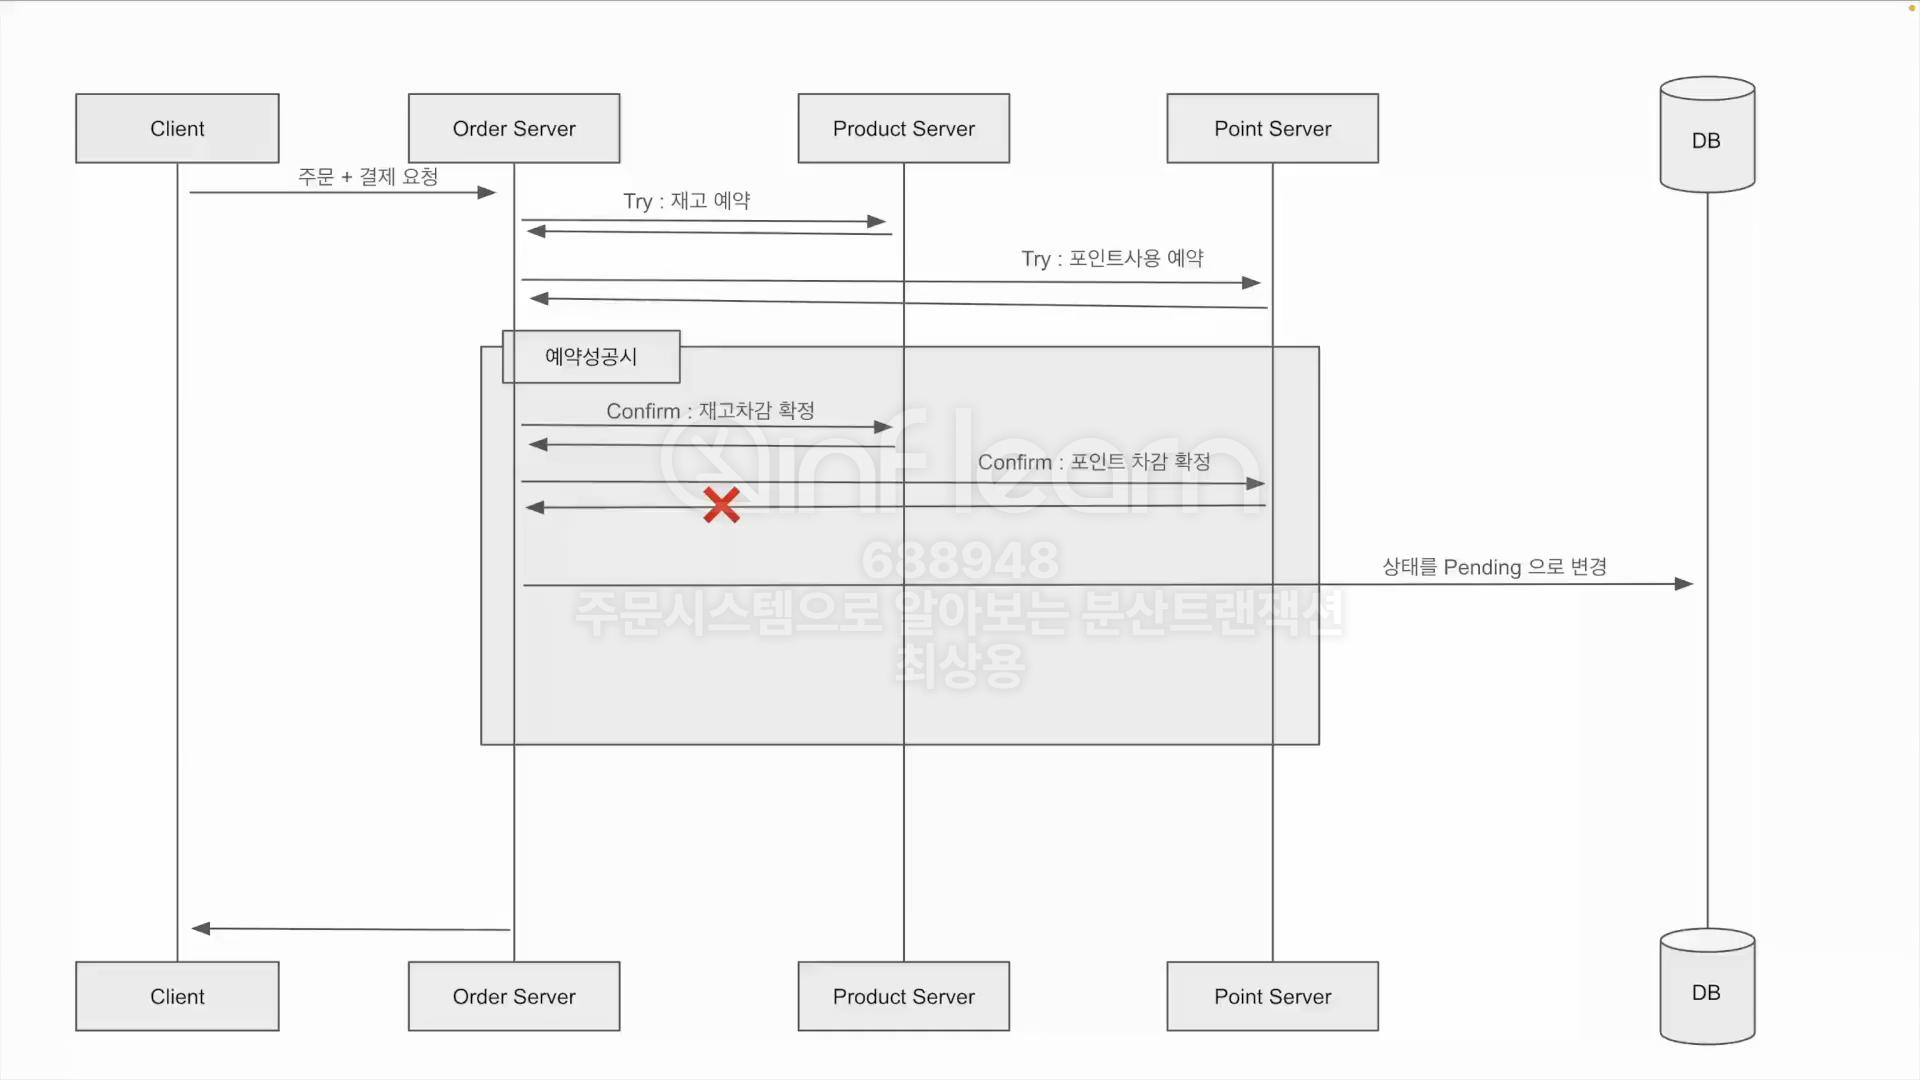 Client
Order Server
Product Server
Point Server
DB
주문 + 결제 요청
Try : 재고 예약
Try : 포인트사용 예약
예약성공시
Confirm : 재고차감 확정
Confirm : 포인트 차감 확정
inflearn
688948
상태를 Pending 으로 변경
주문시스템으로 알아보는 분산트랜잭션
최상용
Client
Order Server
Product Server
Point Server
DB